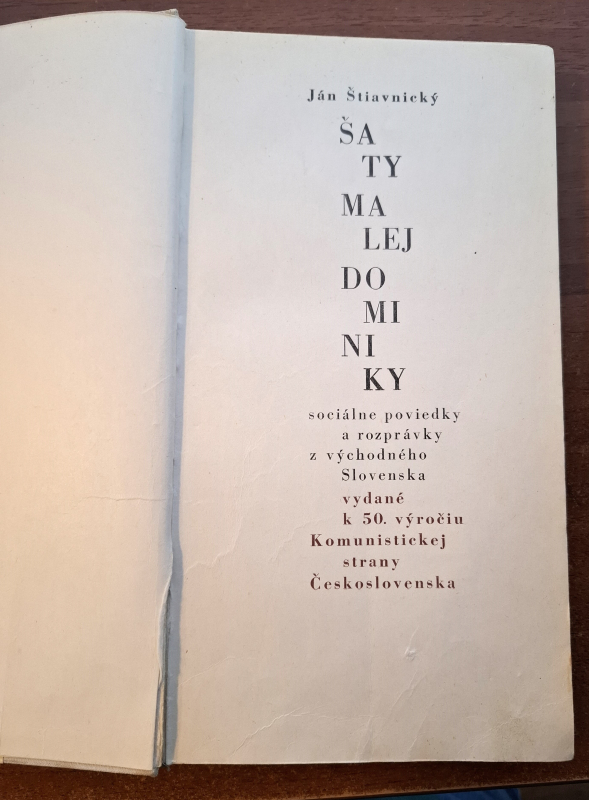 Ján Štiavnický
ŠA
TY
MA
LEJ
DO
MI
NI
KY
sociálne poviedky
a rozprávky
z východného
Slovenska
vydané
k 50. výročiu
Komunistickej
strany
Československa